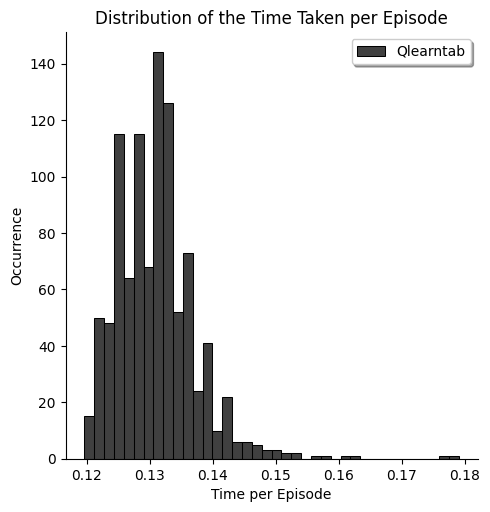 Distribution of the Time Taken per Episode
Qlearntab
140
120
100
80
60
40
20
0
Occurrence
0.12 0.13 0.14 0.15 0.16 0.17 0.18
Time per Episode